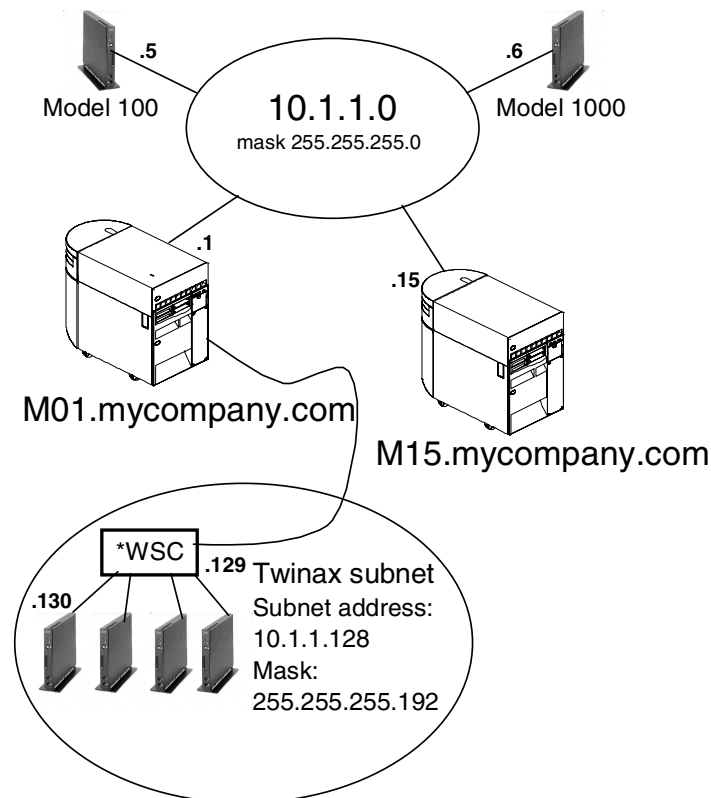 .5
.6
Model 100
10.1.1.0
Model 1000
mask 255.255.255.0
.1
.15
M01.mycompany.com
M15.mycompany.com
*WSC
.129
Twinax subnet
.130
Subnet address:
10.1.1.128
Mask:
255.255.255.192